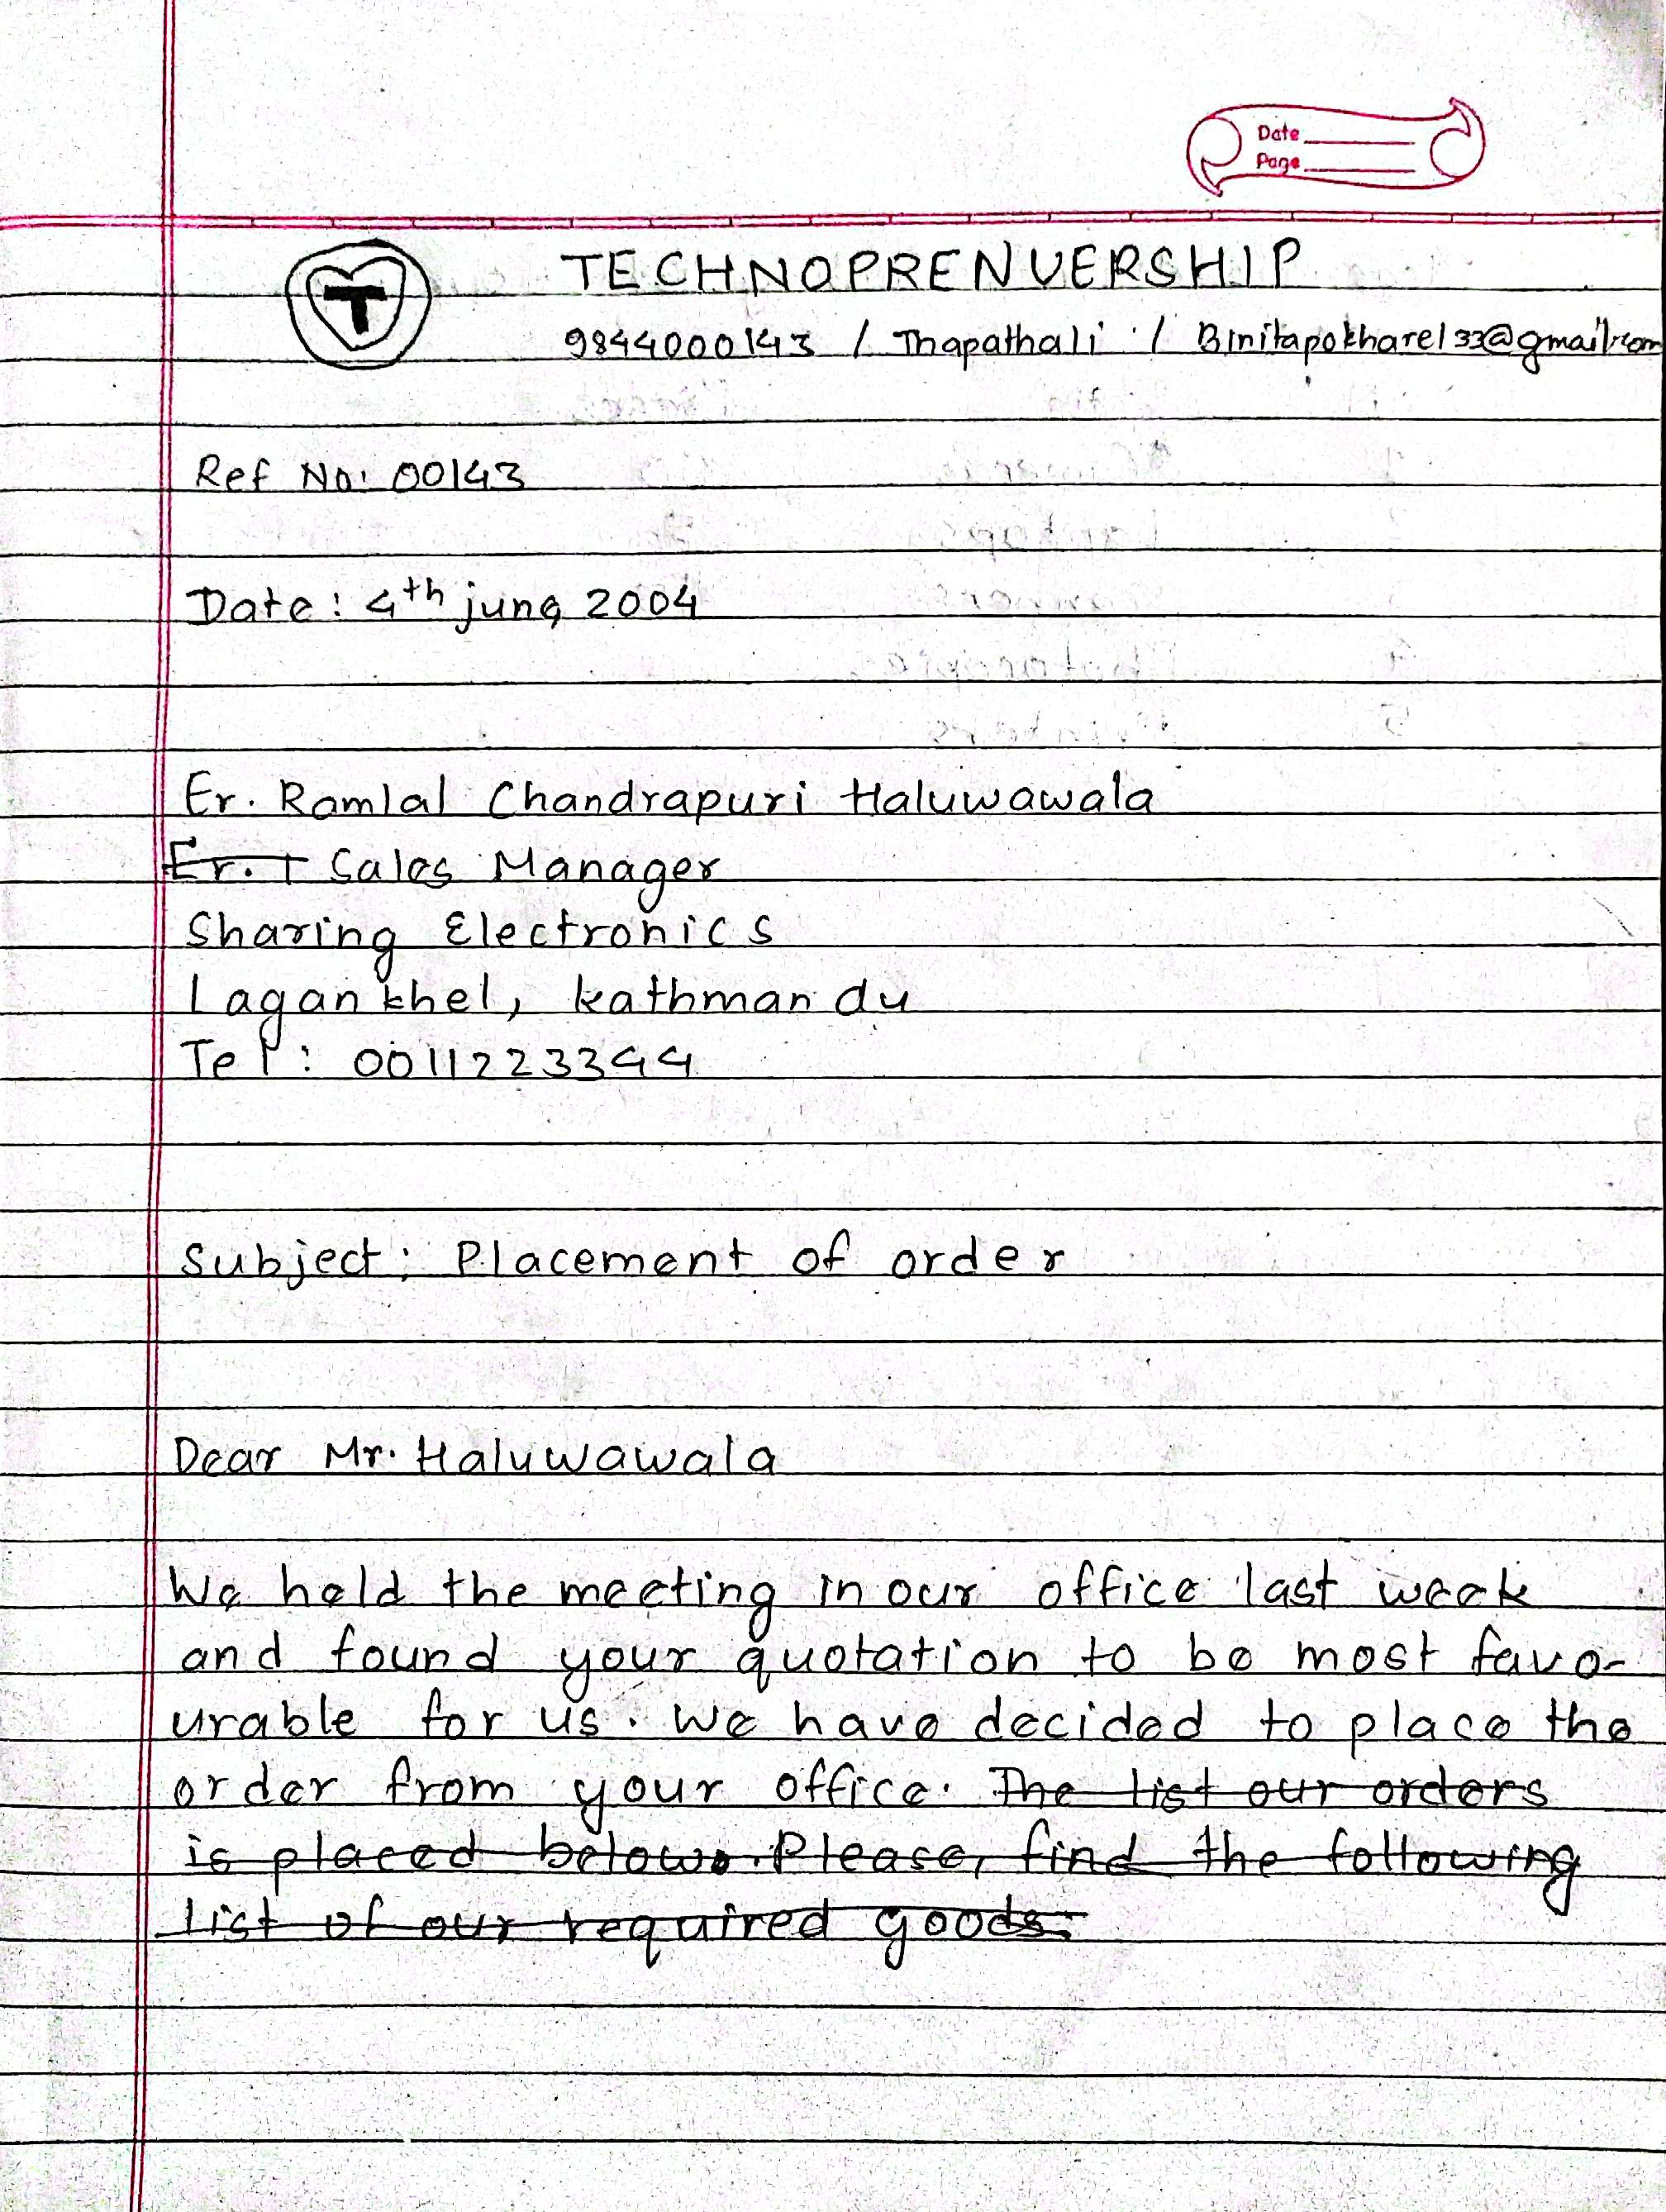 Date
Page
T
TECHNOPRENUERSHIP
9844000143 / Thapathali / Binitapokharel33@gmail.com
Ref No: 00143
Date: 4th june, 2004
Er. Ramlal Chandrapuri Haluwawala
Er. T Sales Manager
Sharing Electronics
Lagankhel, kathmandu
Tel: 0011223344
Subject: Placement of order
Dear Mr. Haluwawala
We held the meeting in our office last week
and found your quotation to be most favo-
urable for us. We have decided to place the
order from your office. The list our orders
is placed below. Please, find the following
list of our required goods.